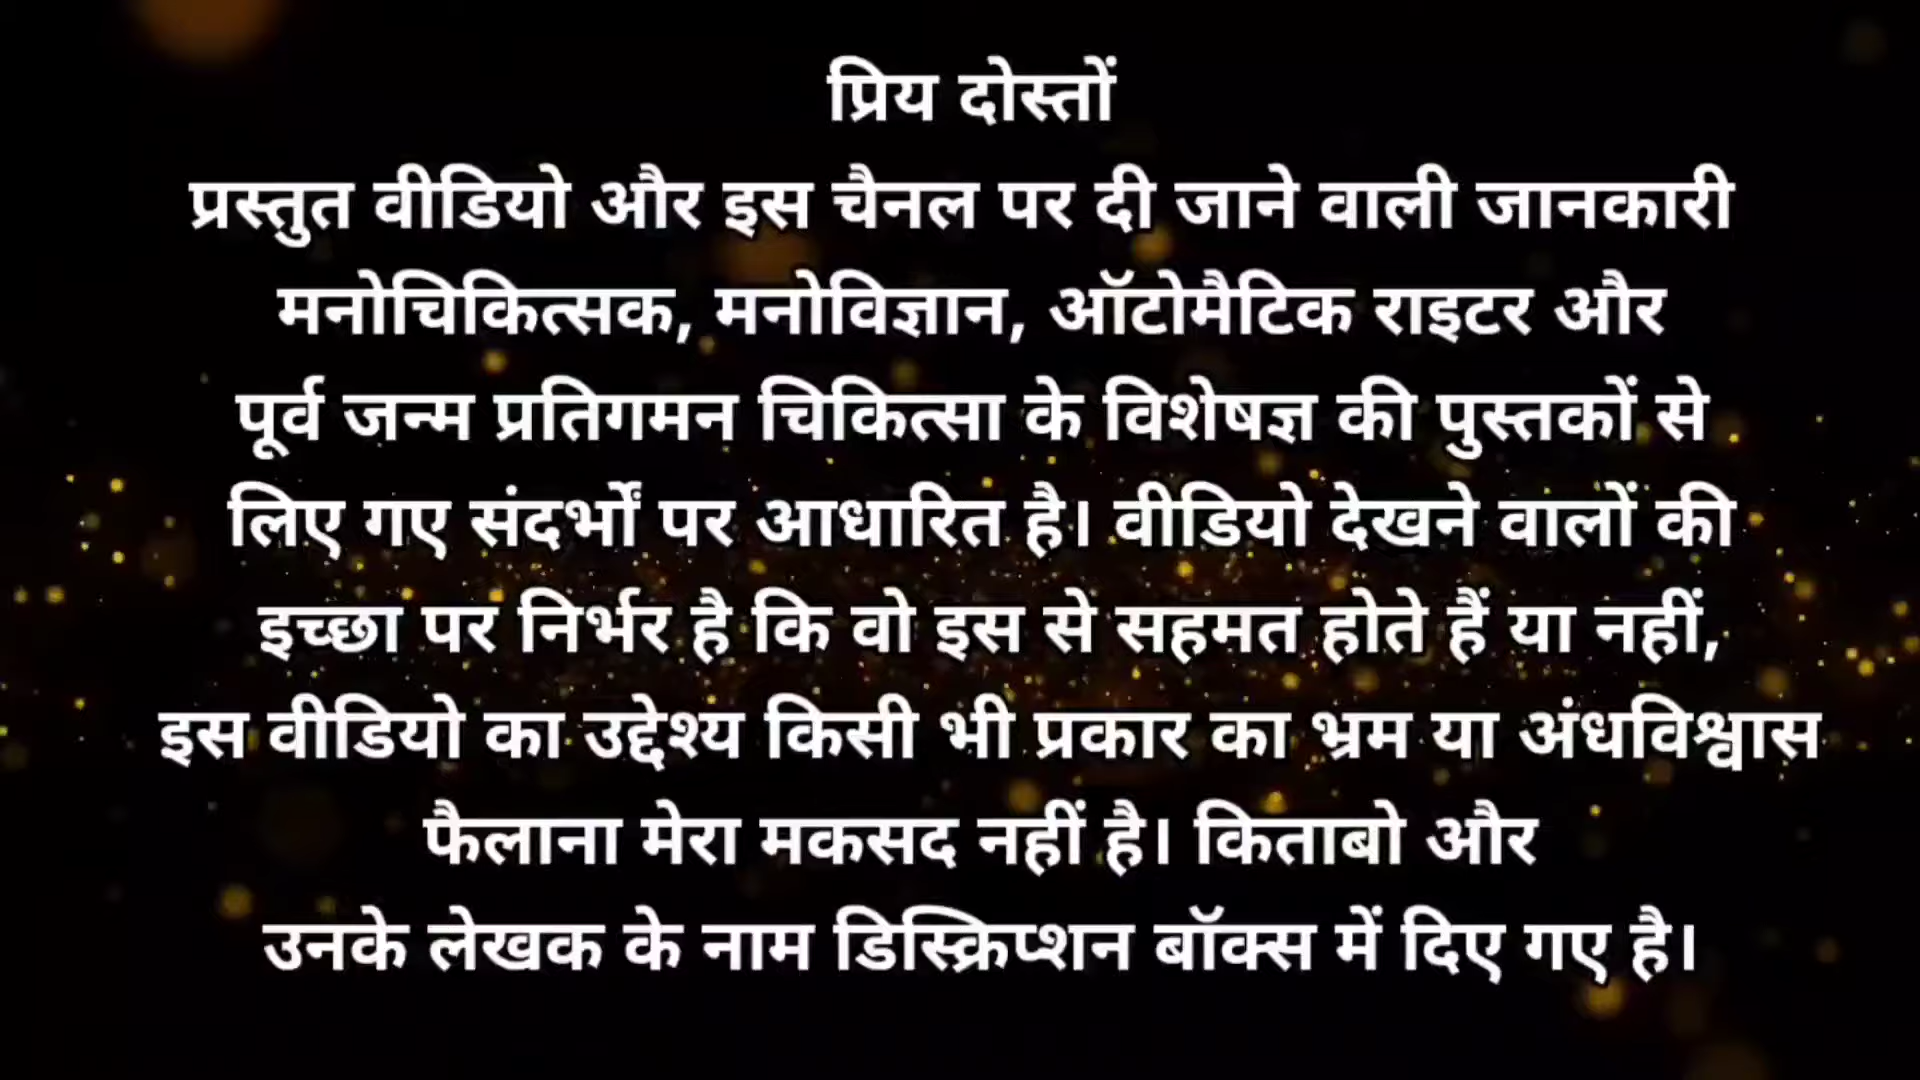 प्रिय दोस्तों
प्रस्तुत वीडियो और इस चैनल पर दी जाने वाली जानकारी
मनोचिकित्सक, मनोविज्ञान, ऑटोमैटिक राइटर और
पूर्व जन्म प्रतिगमन चिकित्सा के विशेषज्ञ की पुस्तकों से
लिए गए संदर्भों पर आधारित है। वीडियो देखने वालों की
इच्छा पर निर्भर है कि वो इस से सहमत होते हैं या नहीं,
इस वीडियो का उद्देश्य किसी भी प्रकार का भ्रम या अंधविश्वास
फैलाना मेरा मकसद नहीं है। किताबो और
उनके लेखक के नाम डिस्क्रिप्शन बॉक्स में दिए गए है।